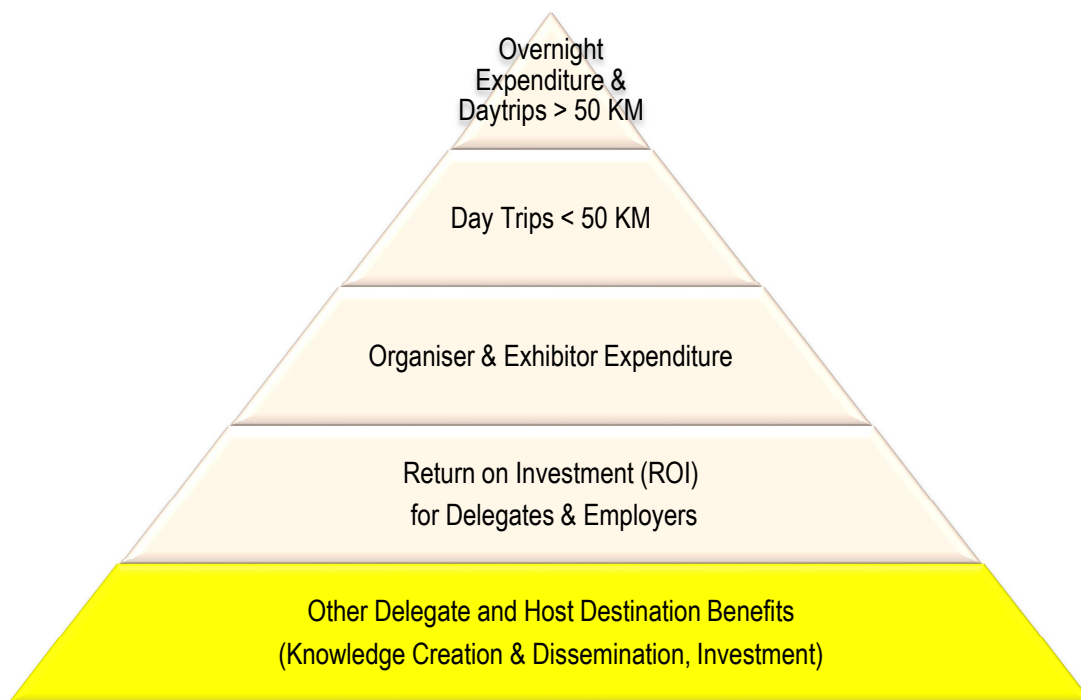 Overnight
Expenditure &
Daytrips > 50 KM
Day Trips < 50 KM
Organiser & Exhibitor Expenditure
Return on Investment (ROI)
for Delegates & Employers
Other Delegate and Host Destination Benefits
(Knowledge Creation & Dissemination, Investment)